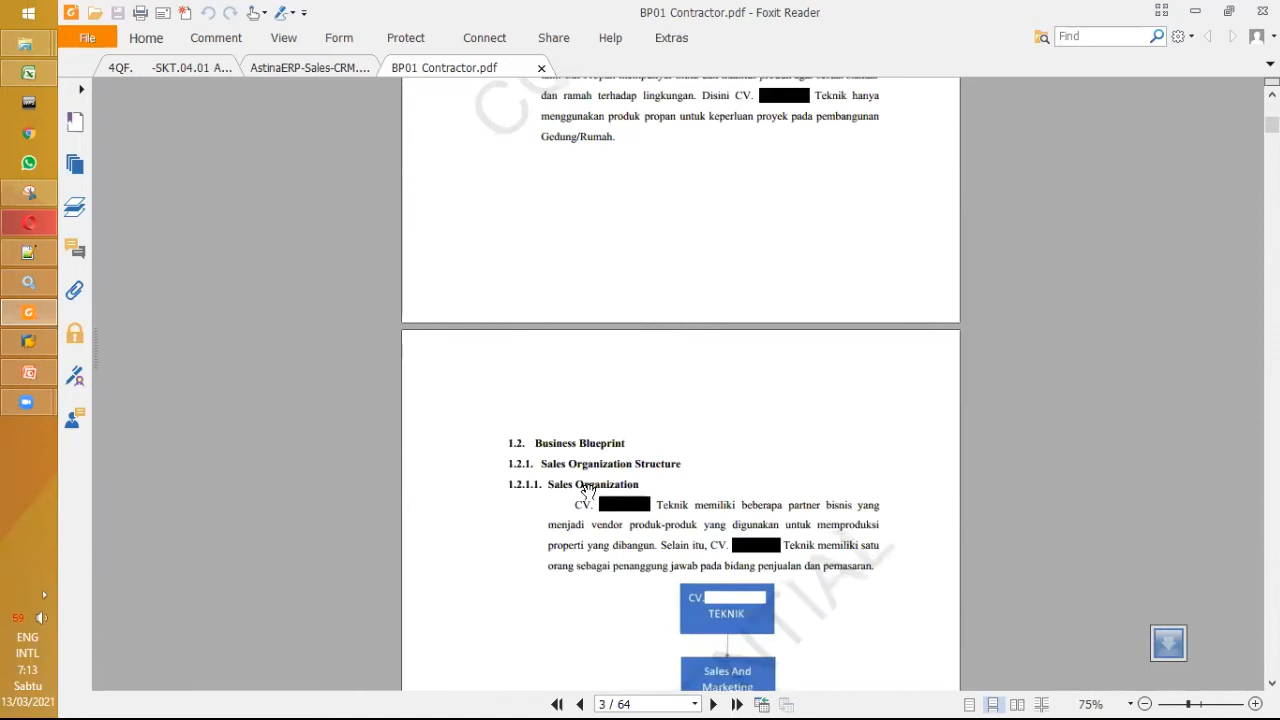 BP01 Contractor.pdf - Foxit Reader
File Home Comment View Form Protect Connect Share Help Extras Find
4QF. -SKT.04.01 A... AstinaERP-Sales-CRM.... BP01 Contractor.pdf
dan ramah terhadap lingkungan. Disini CV. Teknik hanya
menggunakan produk propan untuk keperluan proyek pada pembangunan
Gedung/Rumah.
1.2. Business Blueprint
1.2.1. Sales Organization Structure
1.2.1.1. Sales Organization
CV. Teknik memiliki beberapa partner bisnis yang
menjadi vendor produk-produk yang digunakan untuk memproduksi
properti yang dibangun. Selain itu, CV. Teknik memiliki satu
orang sebagai penanggung jawab pada bidang penjualan dan pemasaran.
CV.
TEKNIK
Sales And
Marketing
59
ENG
INTL
7:13
Sabtu
13/03/2021
3 / 64
75%